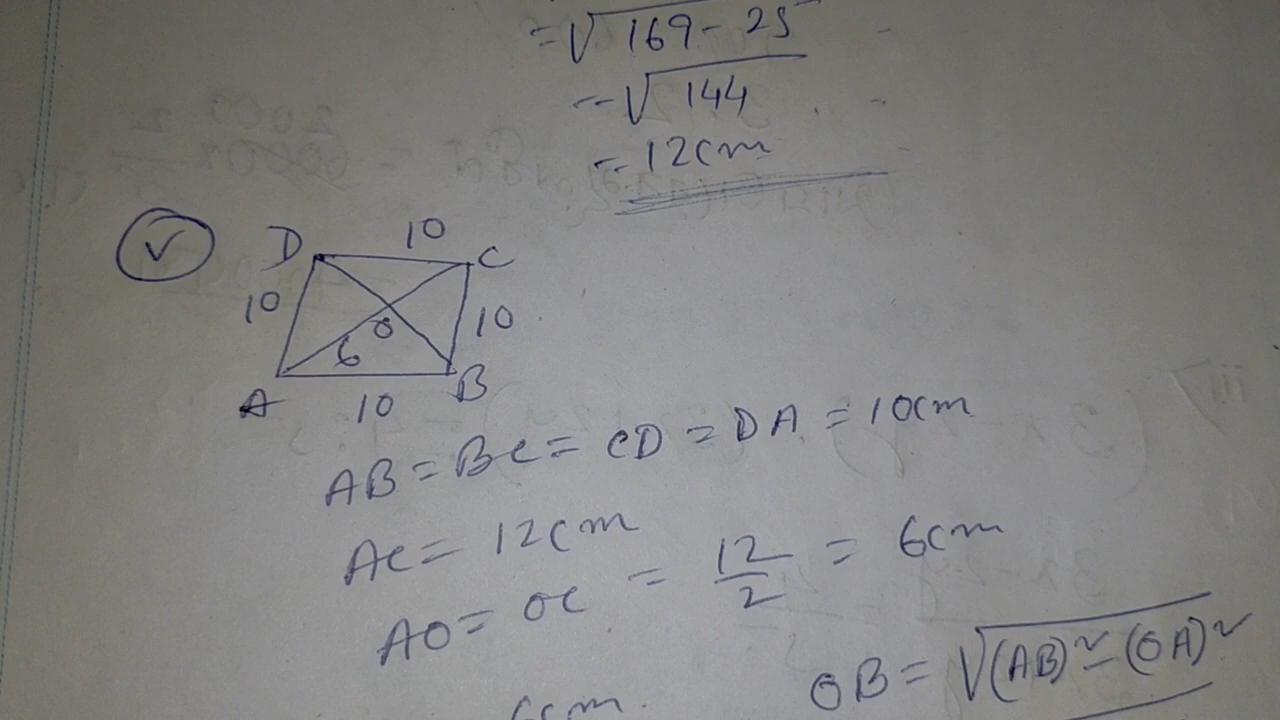 = √169 - 25
= √144
= 12cm
(v)
D 10 C
10 10
6 o
A 10 B
AB = BC = CD = DA = 10cm
AC = 12cm
AO = OC = 12/2 = 6cm
OB = √(AB)² - (OA)²
6cm.